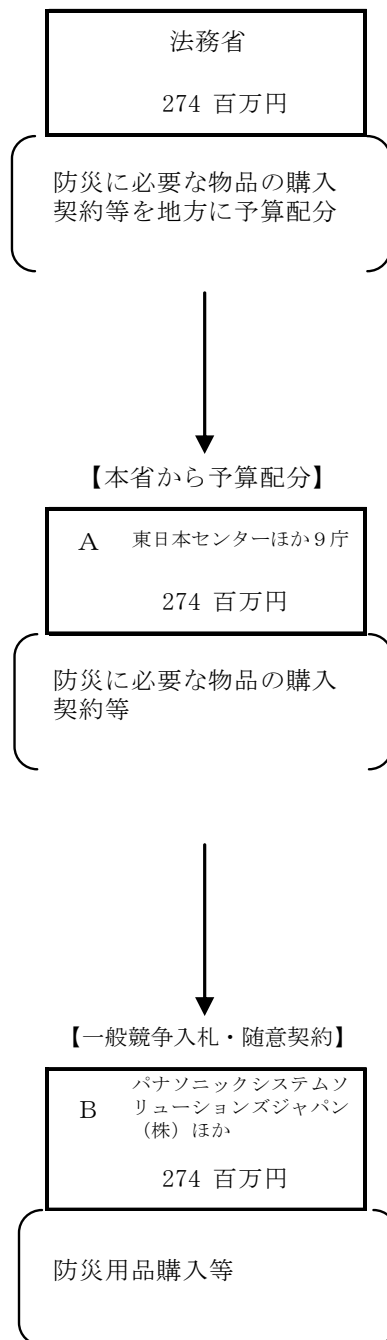 法務省
274 百万円
防災に必要な物品の購入
契約等を地方に予算配分
【本省から予算配分】
A 東日本センターほか９庁
274 百万円
防災に必要な物品の購入
契約等
【一般競争入札・随意契約】
B パナソニックシステムソ
リューションズジャパン
（株）ほか
274 百万円
防災用品購入等